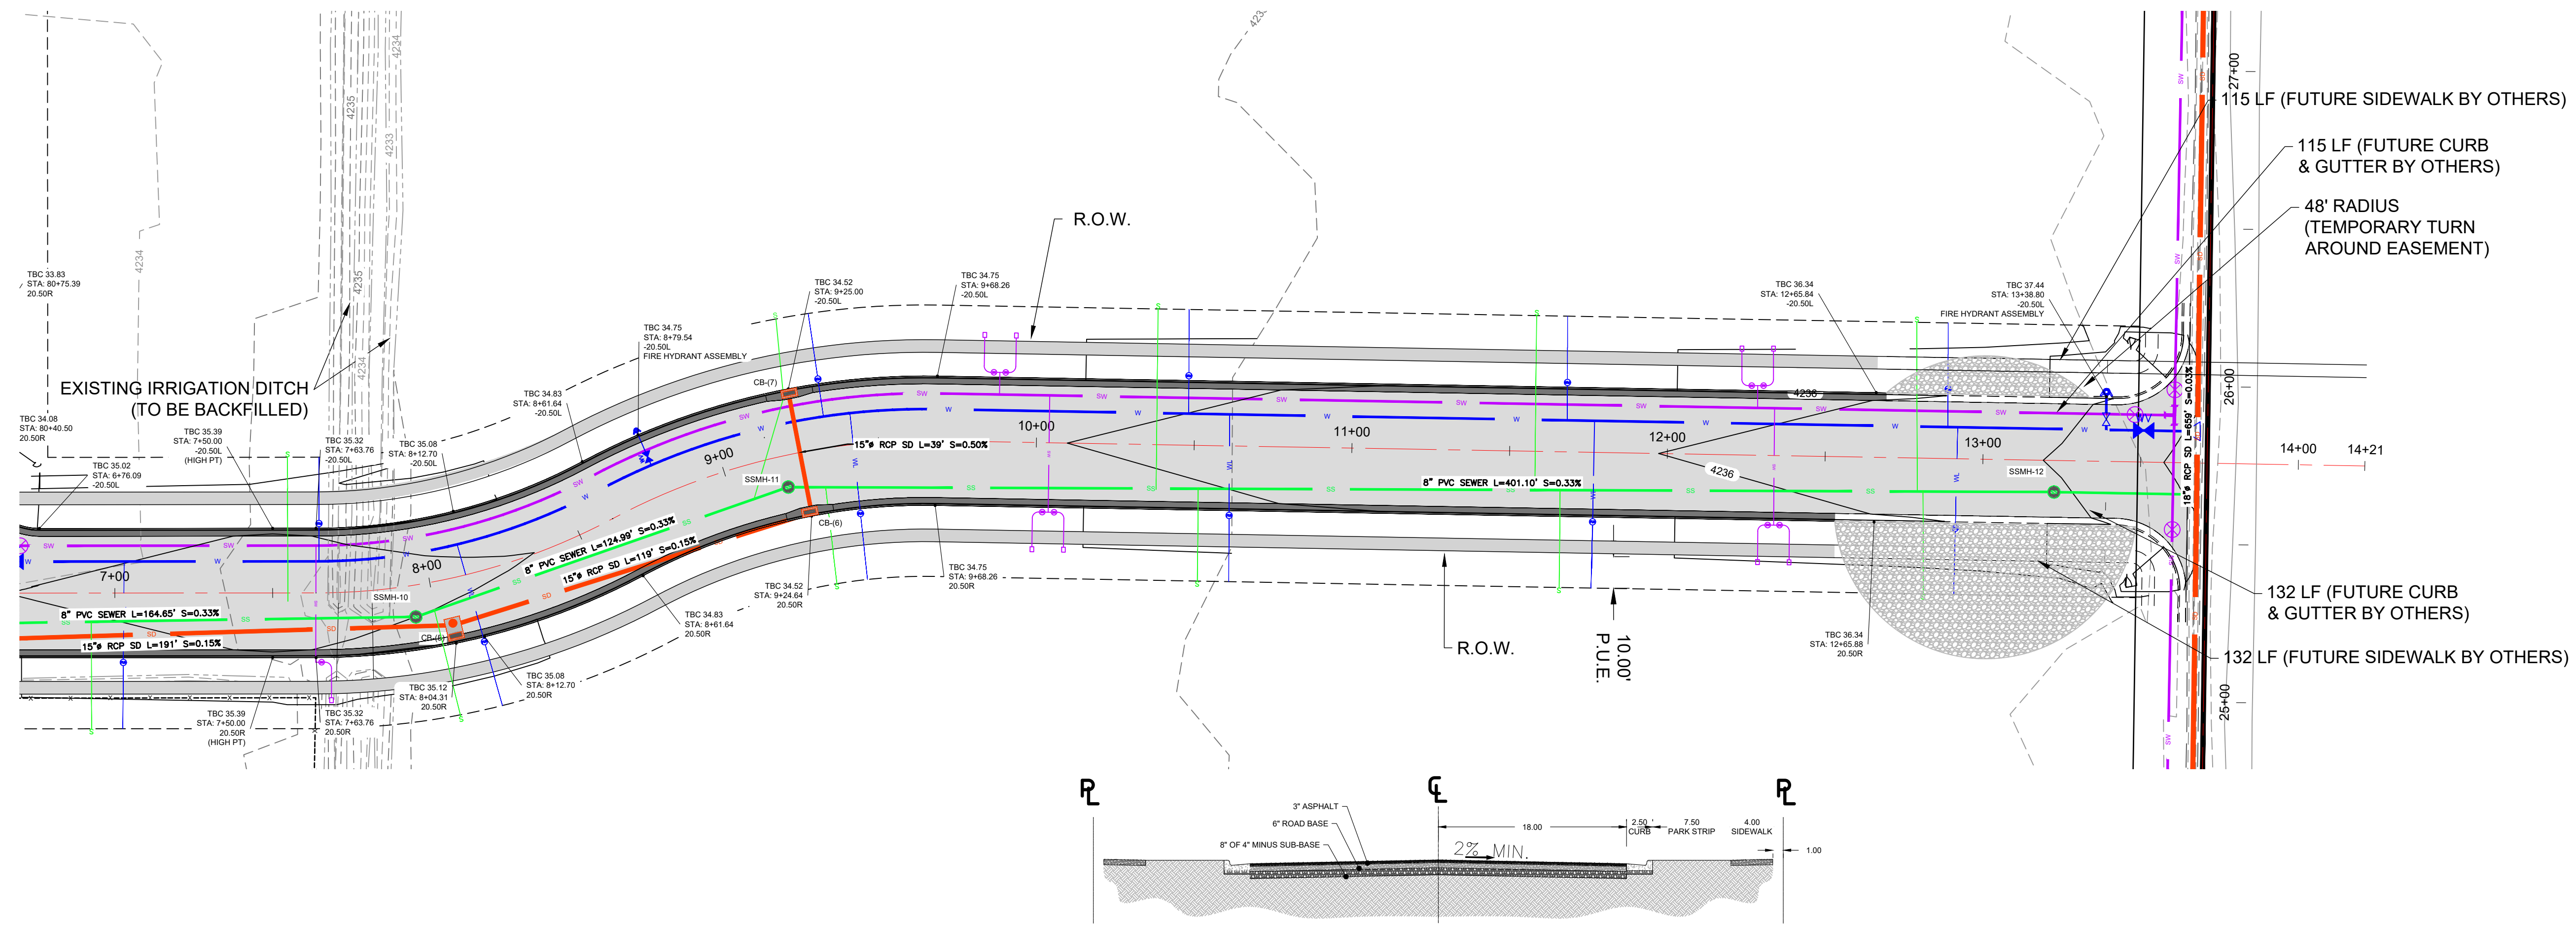 4234
4235
4234
4233
4235
4234
4233
27+00
115 LF (FUTURE SIDEWALK BY OTHERS)
115 LF (FUTURE CURB
& GUTTER BY OTHERS)
48' RADIUS
(TEMPORARY TURN
AROUND EASEMENT)
R.O.W.
TBC 33.83
STA: 80+75.39
20.50R
TBC 34.52
STA: 9+25.00
-20.50L
TBC 34.75
STA: 9+68.26
-20.50L
TBC 36.34
STA: 12+65.84
-20.50L
TBC 37.44
STA: 13+38.80
-20.50L
FIRE HYDRANT ASSEMBLY
TBC 34.75
STA: 8+79.54
-20.50L
FIRE HYDRANT ASSEMBLY
EXISTING IRRIGATION DITCH
(TO BE BACKFILLED)
TBC 34.83
STA: 8+61.64
-20.50L
CB-(7)
4236
26+00
TBC 34.08
STA: 80+40.50
20.50R
TBC 35.39
STA: 7+50.00
-20.50L
(HIGH PT)
TBC 35.32
STA: 7+63.76
-20.50L
TBC 35.08
STA: 8+12.70
-20.50L
TBC 35.02
STA: 6+76.09
-20.50L
7+00
8+00
9+00
10+00
11+00
12+00
13+00
14+00
14+21
15"ø RCP SD L=39' S=0.50%
18"ø RCP SD L=659' S=0.03%
4236
SSMH-12
SSMH-11
8" PVC SEWER L=401.10' S=0.33%
CB-(6)
8" PVC SEWER L=124.99' S=0.33%
15"ø RCP SD L=119' S=0.15%
SSMH-10
8" PVC SEWER L=164.65' S=0.33%
CB-(5)
15"ø RCP SD L=191' S=0.15%
TBC 34.52
STA: 9+24.64
20.50R
TBC 34.75
STA: 9+68.26
20.50R
TBC 34.83
STA: 8+61.64
20.50R
TBC 35.08
STA: 8+12.70
20.50R
TBC 35.12
STA: 8+04.31
20.50R
TBC 35.39
STA: 7+50.00
20.50R
(HIGH PT)
TBC 35.32
STA: 7+63.76
20.50R
R.O.W.
10.00'
P.U.E.
TBC 36.34
STA: 12+65.88
20.50R
132 LF (FUTURE CURB
& GUTTER BY OTHERS)
132 LF (FUTURE SIDEWALK BY OTHERS)
25+00
PL
CL
PL
3" ASPHALT
6" ROAD BASE
8" OF 4" MINUS SUB-BASE
18.00
2.50'
CURB
7.50
PARK STRIP
4.00
SIDEWALK
1.00
2% MIN.